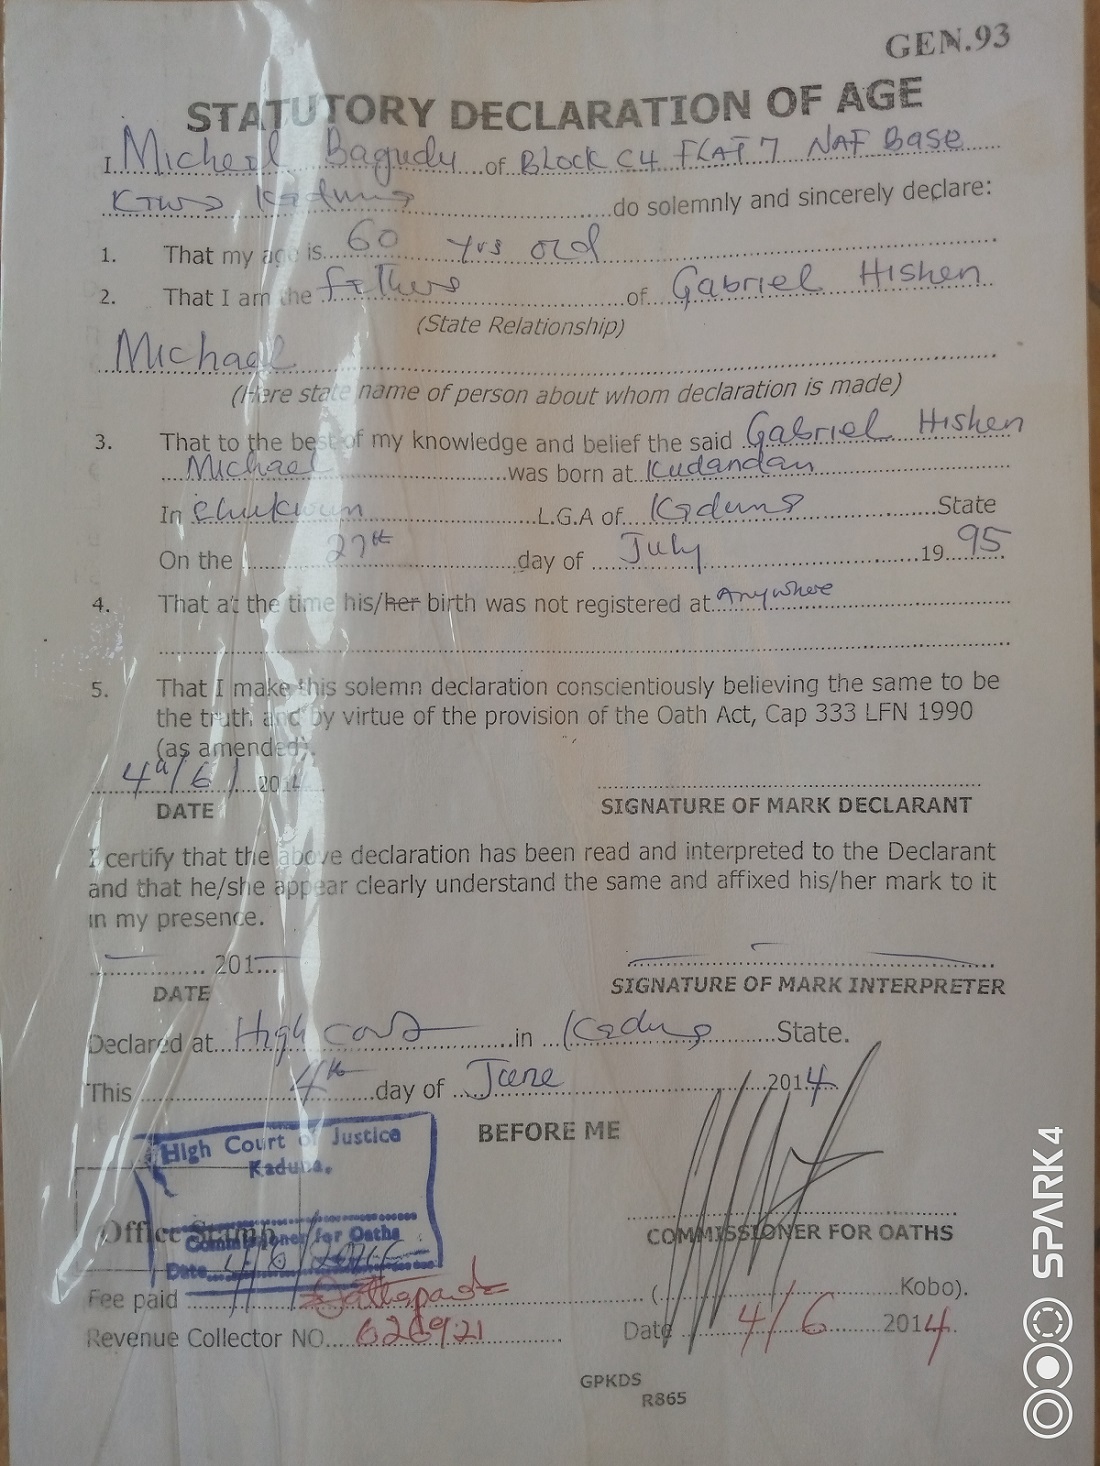 GEN.93
STATUTORY DECLARATION OF AGE
I Micheal Bagudu of Block C4 FLAT 7 NAF Base
Kaduna do solemnly and sincerely declare:
1. That my age is 60 yrs old
2. That I am the father of Gabriel Hishen
(State Relationship)
Michael
(Here state name of person about whom declaration is made)
3. That to the best of my knowledge and belief the said Gabriel Hishen
Michael was born at Kudandan
In Chukwun L.G.A of Kaduna State
On the 27th day of July 1995
4. That at the time his/her birth was not registered at Anywhere
5. That I make this solemn declaration conscientiously believing the same to be
the truth and by virtue of the provision of the Oath Act, Cap 333 LFN 1990
(as amended).
4th/6/2014
DATE SIGNATURE OF MARK DECLARANT
I certify that the above declaration has been read and interpreted to the Declarant
and that he/she appear clearly understand the same and affixed his/her mark to it
in my presence.
201
DATE SIGNATURE OF MARK INTERPRETER
Declared at High Court in Kaduna State.
This 4th day of June 2014
BEFORE ME
High Court of Justice
Kaduna.
Office Stamp
Commissioner for Oaths
Date
COMMISSIONER FOR OATHS
Fee paid ( Kobo).
Revenue Collector NO. 626921 Date 4/6 2014.
GPKDS
R865
SPARK4